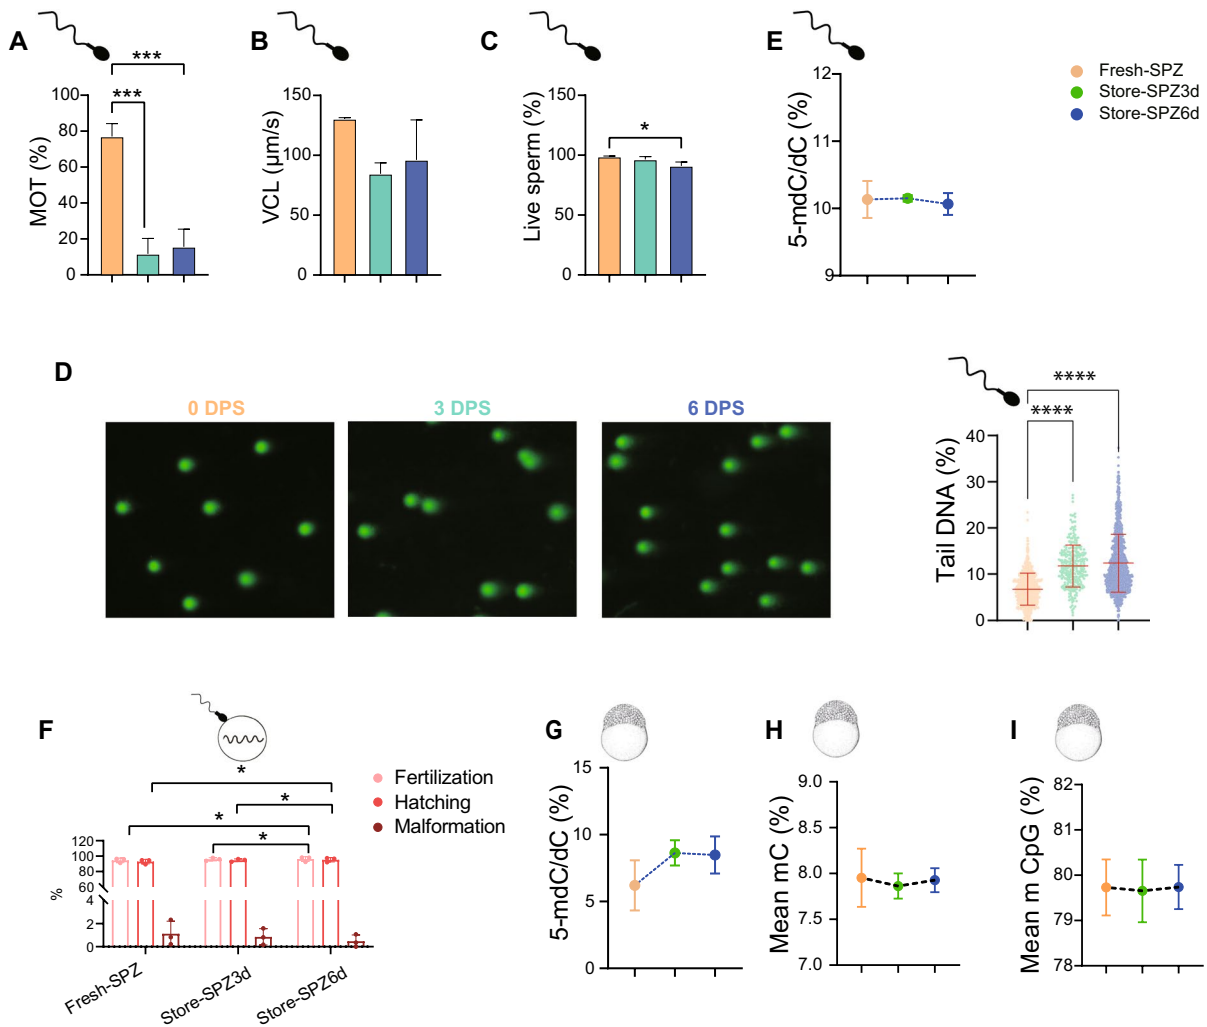 A
B
C
E
Fresh-SPZ
Store-SPZ3d
Store-SPZ6d
***
***
MOT (%)
100
80
60
40
20
0
VCL (µm/s)
150
100
50
0
*
Live sperm (%)
150
100
50
0
5-mdC/dC (%)
12
11
10
9
D
0 DPS
3 DPS
6 DPS
****
****
Tail DNA (%)
40
30
20
10
0
F
*
*
*
*
Fertilization
Hatching
Malformation
%
120
100
80
60
4
2
0
Fresh-SPZ
Store-SPZ3d
Store-SPZ6d
G
5-mdC/dC (%)
15
10
5
0
H
Mean mC (%)
9.0
8.5
8.0
7.5
7.0
I
Mean m CpG (%)
82
81
80
79
78